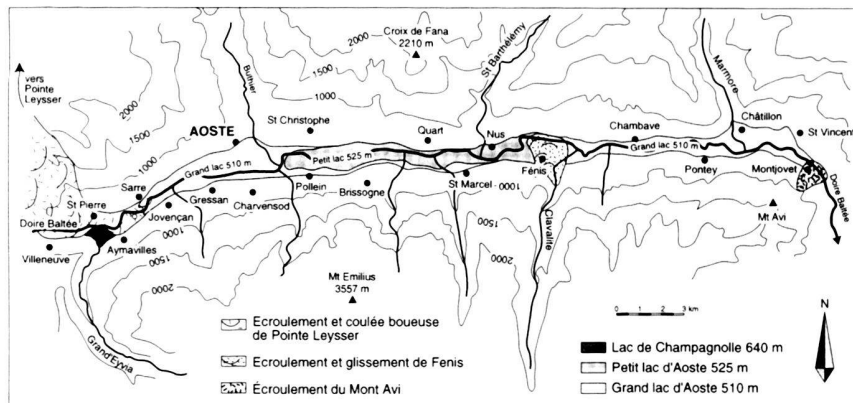 vers
Pointe
Leysser
2000
1500
1000
Croix de Fana
2210 m
2000
1500
1000
Buthier
St Barthélémy
Marmore
AOSTE
St Christophe
Quart
Nus
Chambave
Châtillon
St Vincent
Grand lac 510 m
Petit lac 525 m
Grand lac 510 m
Fénis
Montjovet
St Pierre
Sarre
Jovençan
Gressan
Charvensod
Pollein
Brissogne
St Marcel
Pontey
Doire Baltée
Doire Baltée
Villeneuve
Aymavilles
1000
1500
2000
1000
1500
2000
Clavalite
Mt Avi
Mt Emilius
3557 m
Grand'Eyvia
Ecroulement et coulée boueuse
de Pointe Leysser
Ecroulement et glissement de Fenis
Écroulement du Mont Avi
0 1 2 3 km
N
Lac de Champagnolle 640 m
Petit lac d'Aoste 525 m
Grand lac d'Aoste 510 m